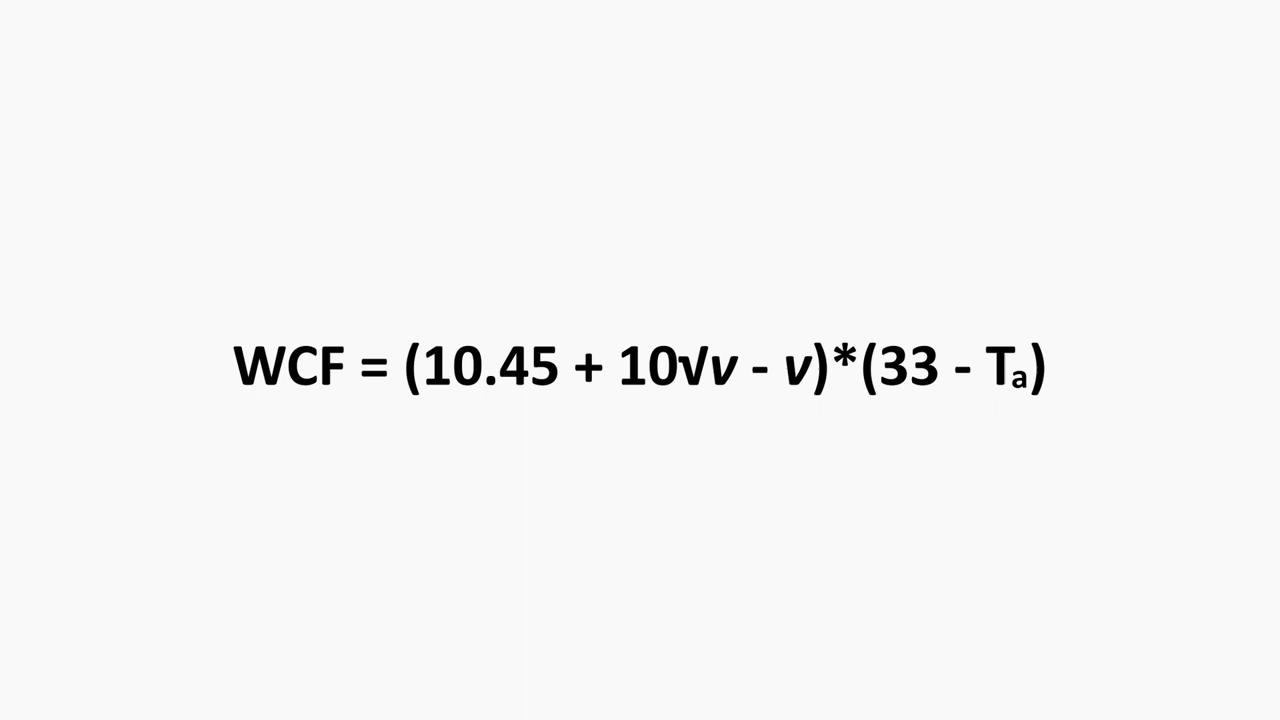 WCF = (10.45 + 10√v - v)*(33 - Tₐ)